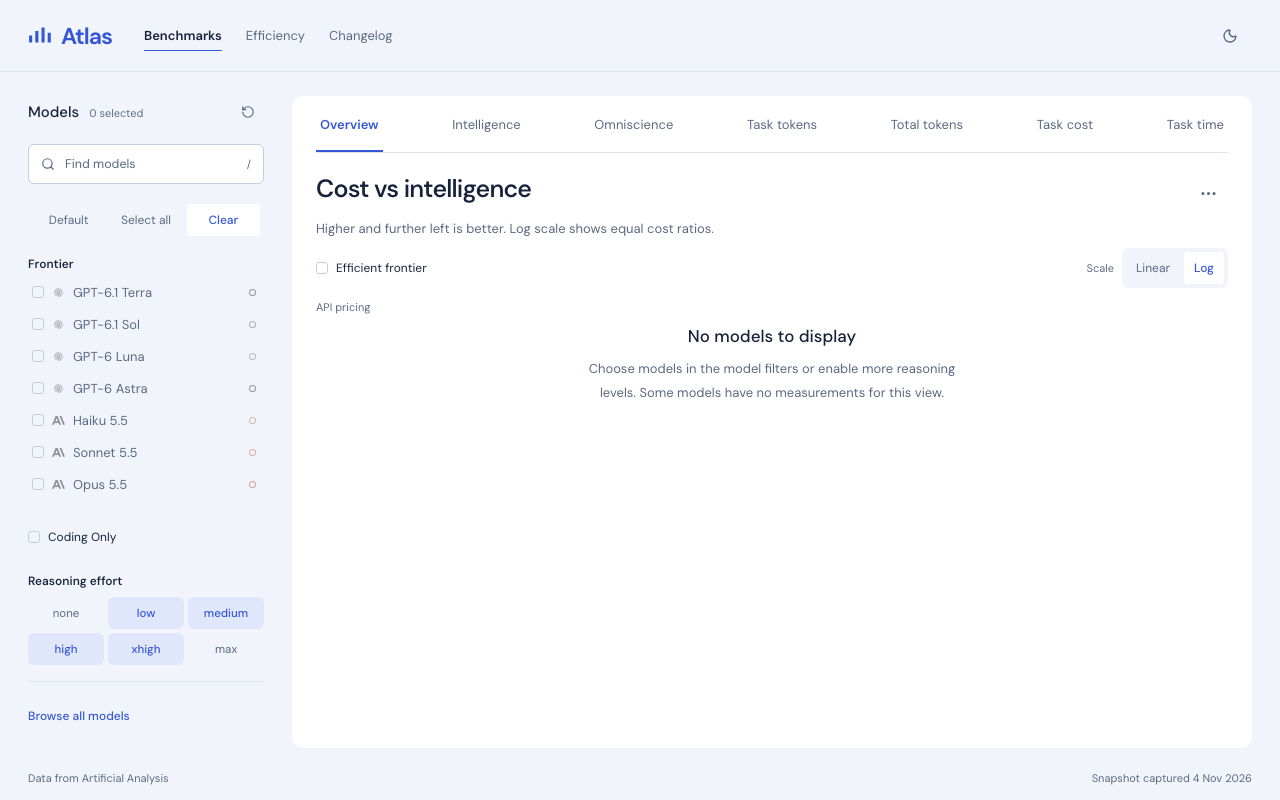 Atlas
Benchmarks
Efficiency
Changelog
Models 0 selected
Find models /
Default
Select all
Clear
Frontier
GPT-6.1 Terra
GPT-6.1 Sol
GPT-6 Luna
GPT-6 Astra
Haiku 5.5
Sonnet 5.5
Opus 5.5
Coding Only
Reasoning effort
none
low
medium
high
xhigh
max
Browse all models
Overview
Intelligence
Omniscience
Task tokens
Total tokens
Task cost
Task time
Cost vs intelligence
Higher and further left is better. Log scale shows equal cost ratios.
Efficient frontier
Scale
Linear
Log
API pricing
No models to display
Choose models in the model filters or enable more reasoning
levels. Some models have no measurements for this view.
Data from Artificial Analysis
Snapshot captured 4 Nov 2026